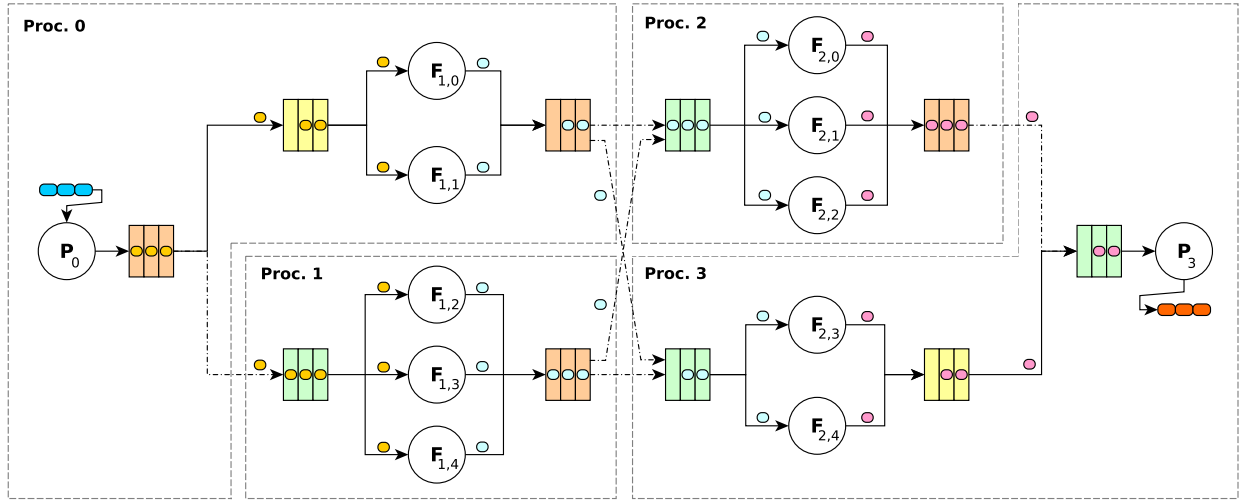 Proc. 0
F1,0
F1,1
P0
Proc. 1
F1,2
F1,3
F1,4
Proc. 2
F2,0
F2,1
F2,2
Proc. 3
F2,3
F2,4
P3